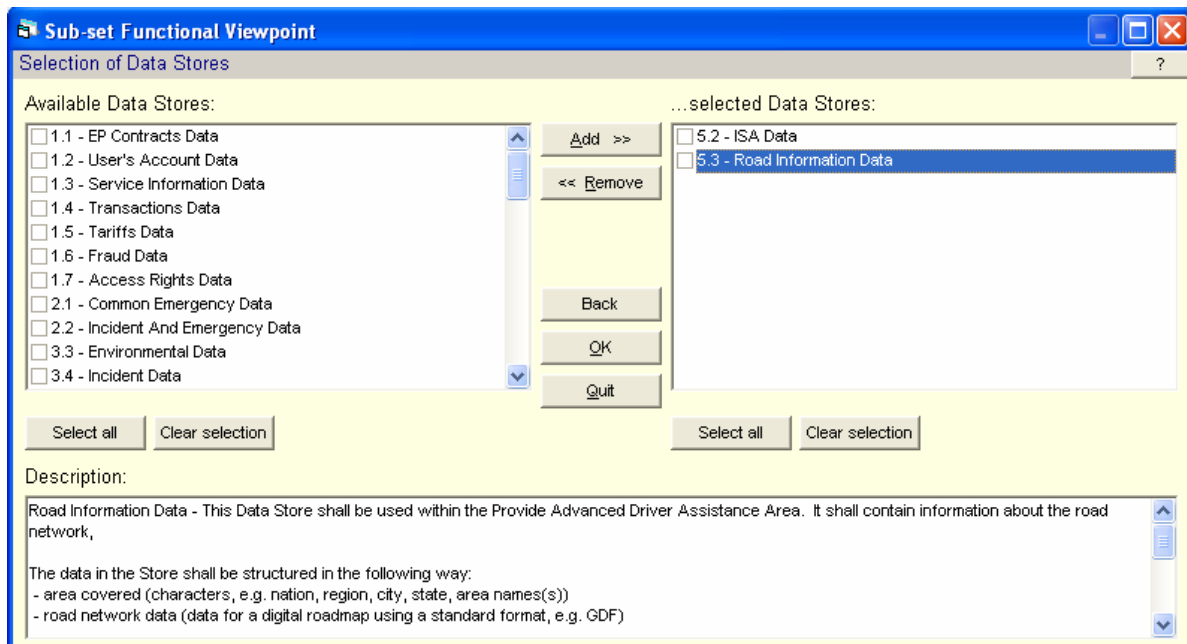 Sub-set Functional Viewpoint
Selection of Data Stores
?
Available Data Stores:
1.1 - EP Contracts Data
1.2 - User's Account Data
1.3 - Service Information Data
1.4 - Transactions Data
1.5 - Tariffs Data
1.6 - Fraud Data
1.7 - Access Rights Data
2.1 - Common Emergency Data
2.2 - Incident And Emergency Data
3.3 - Environmental Data
3.4 - Incident Data
Select all
Clear selection
Add >>
<< Remove
Back
OK
Quit
...selected Data Stores:
5.2 - ISA Data
5.3 - Road Information Data
Select all
Clear selection
Description:
Road Information Data - This Data Store shall be used within the Provide Advanced Driver Assistance Area. It shall contain information about the road
network,
The data in the Store shall be structured in the following way:
- area covered (characters, e.g. nation, region, city, state, area names(s))
- road network data (data for a digital roadmap using a standard format, e.g. GDF)